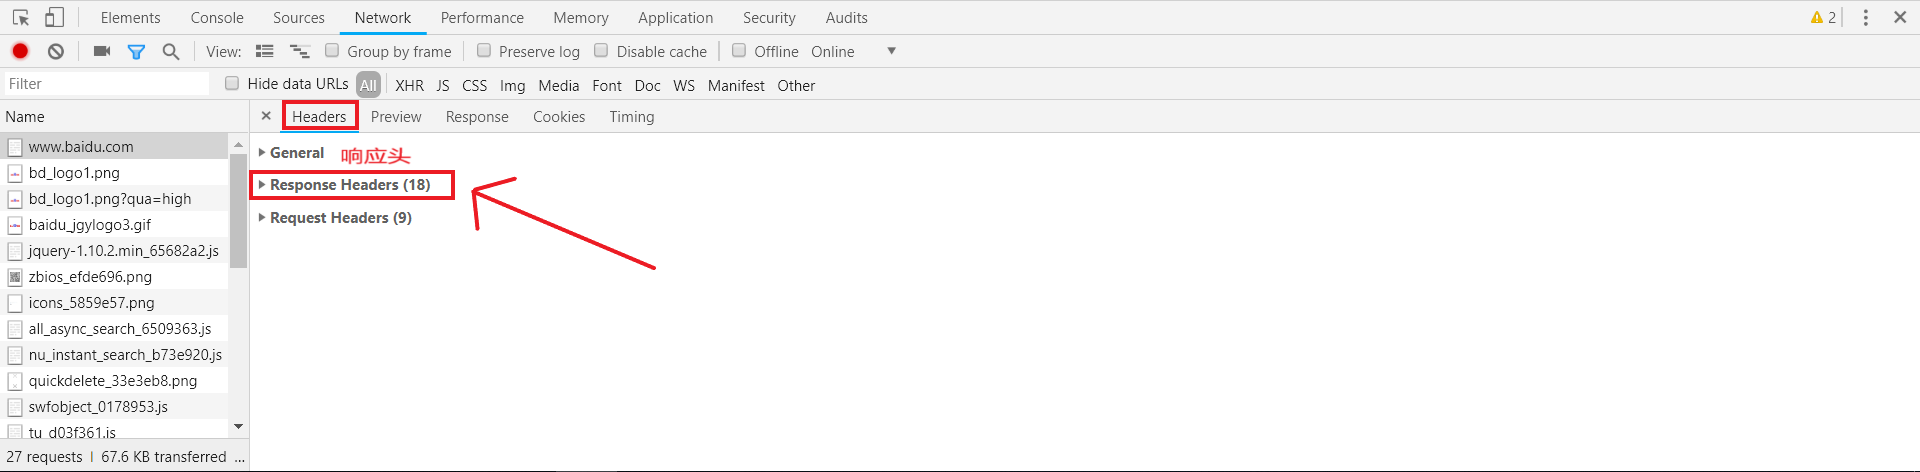 Elements Console Sources Network Performance Memory Application Security Audits 2
View: Group by frame Preserve log Disable cache Offline Online
Filter Hide data URLs All XHR JS CSS Img Media Font Doc WS Manifest Other
Name
Headers Preview Response Cookies Timing
www.baidu.com
bd_logo1.png
bd_logo1.png?qua=high
baidu_jgylogo3.gif
jquery-1.10.2.min_65682a2.js
zbios_efde696.png
icons_5859e57.png
all_async_search_6509363.js
nu_instant_search_b73e920.js
quickdelete_33e3eb8.png
swfobject_0178953.js
tu_d03f361.js
27 requests | 67.6 KB transferred ...
General 响应头
Response Headers (18)
Request Headers (9)